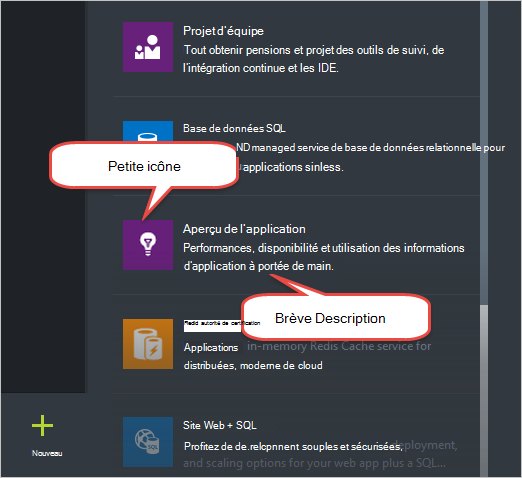 Projet d'équipe
Tout obtenir pensions et projet des outils de suivi, de
l'intégration continue et les IDE.
Base de données SQL
ND managed service de base de données relationnelle pour
applications sinless.
Petite icône
Aperçu de l'application
Performances, disponibilité et utilisation des informations
d'application à portée de main.
Brève Description
Redid autorité de certification
Applications in-memory Redis Cache service for
distribuées, moderne de cloud
Site Web + SQL
Profitez de de.relcpnnent souples et sécurisées, deployment,
and scaling options for your web app plus a SQL...
Nouveau